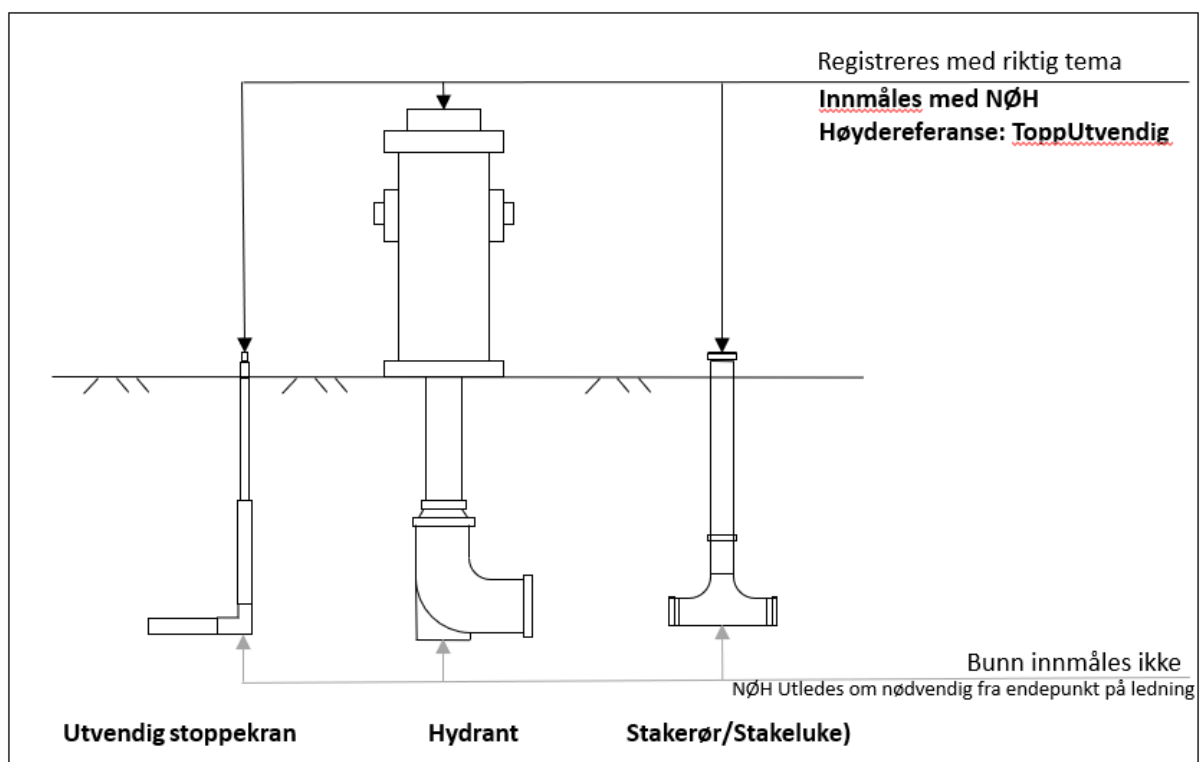 Registreres med riktig tema
Innmåles med NØH
Høydereferanse: ToppUtvendig
Bunn innmåles ikke
NØH Utledes om nødvendig fra endepunkt på ledning
Utvendig stoppekran
Hydrant
Stakerør/Stakeluke)